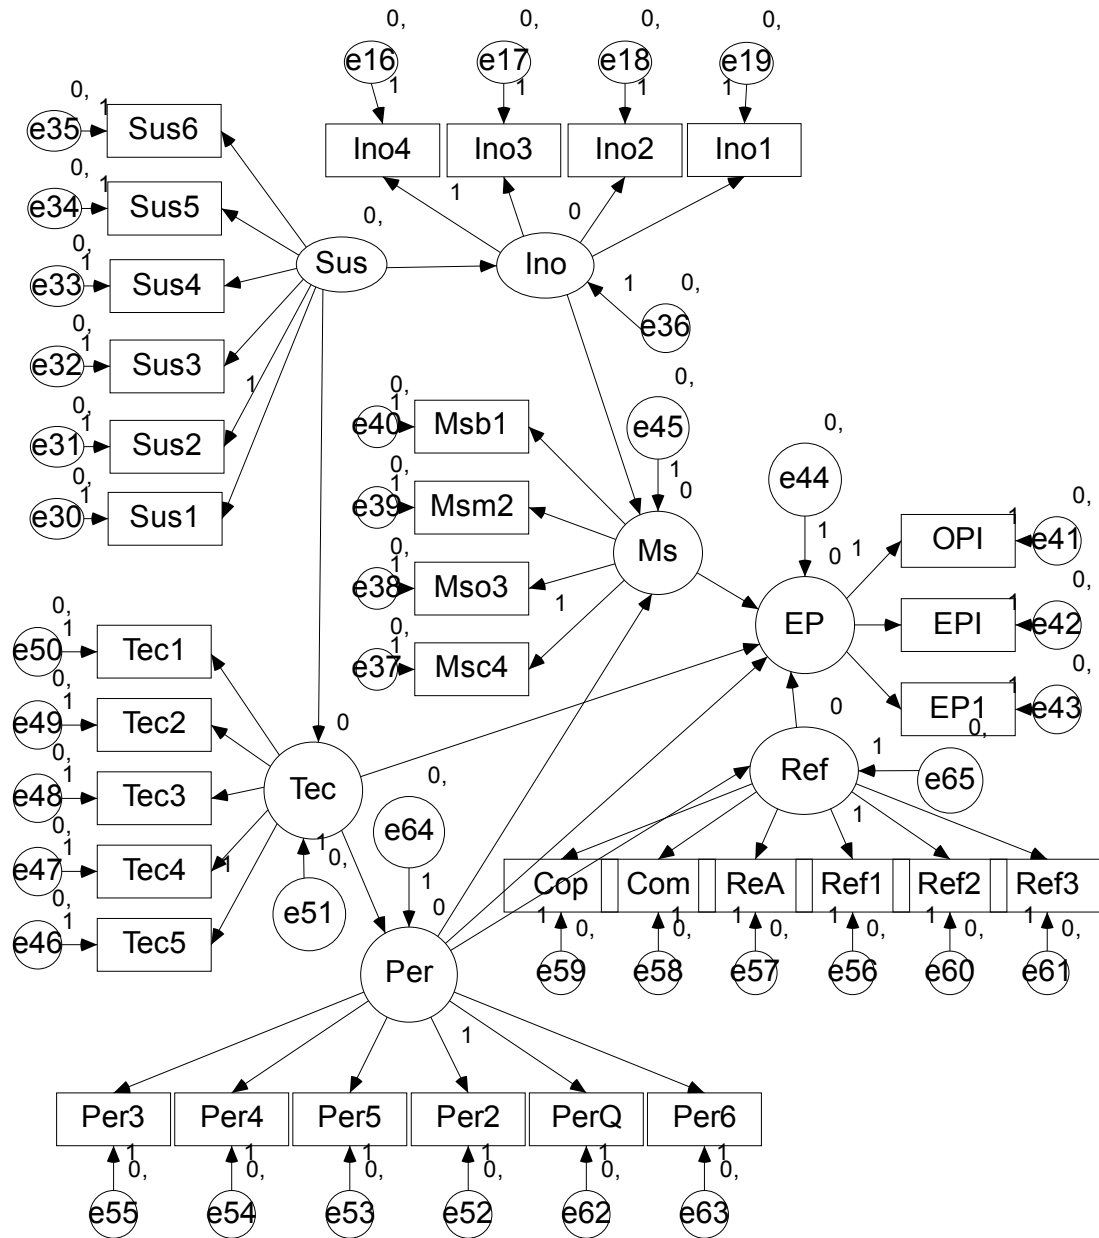 0, 0, 0, 0,
e16 e17 e18 e19
1 1 1 1
Ino4 Ino3 Ino2 Ino1
0,
e35 1 Sus6
0,
e34 1 Sus5
0,
e33 1 Sus4
0,
e32 1 Sus3
0,
e31 1 Sus2
0,
e30 1 Sus1
1
0,
Sus
1
0
Ino
1
0,
e36
0,
e40 1 Msb1
0,
e39 1 Msm2
0,
e38 1 Mso3
0,
e37 1 Msc4
1
0,
e45
1
0
Ms
0,
e44
1
0
EP
1
OPI 1 0, e41
EPI 1 0, e42
EP1 1 0, e43
0
Ref
1
0,
e65
1
0,
e50 1 Tec1
0,
e49 1 Tec2
0,
e48 1 Tec3
0,
e47 1 Tec4
0,
e46 1 Tec5
1
0
Tec
1
0,
e51
0,
e64
1
0
Per
1
Cop Com ReA Ref1 Ref2 Ref3
1 0, 1 0, 1 0, 1 0, 1 0, 1 0,
e59 e58 e57 e56 e60 e61
Per3 Per4 Per5 Per2 PerQ Per6
1 1 1 1 1 1
0, 0, 0, 0, 0, 0,
e55 e54 e53 e52 e62 e63